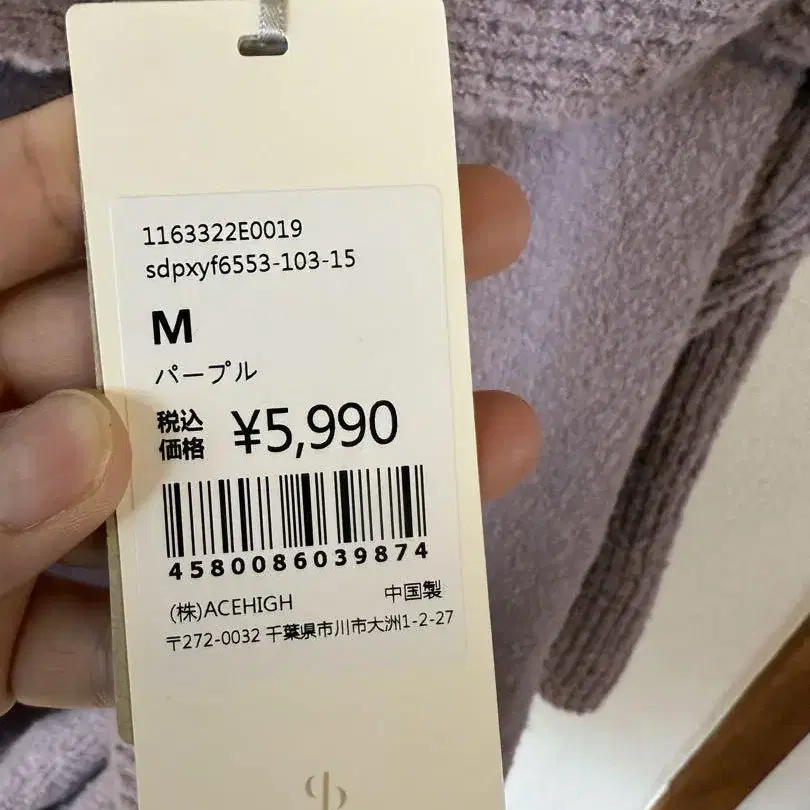 1163322E0019
sdpxyf6553-103-15
M
パープル
税込
価格 ¥5,990
4580086039874
(株)ACEHIGH 中国製
〒272-0032 千葉県市川市大洲1-2-27